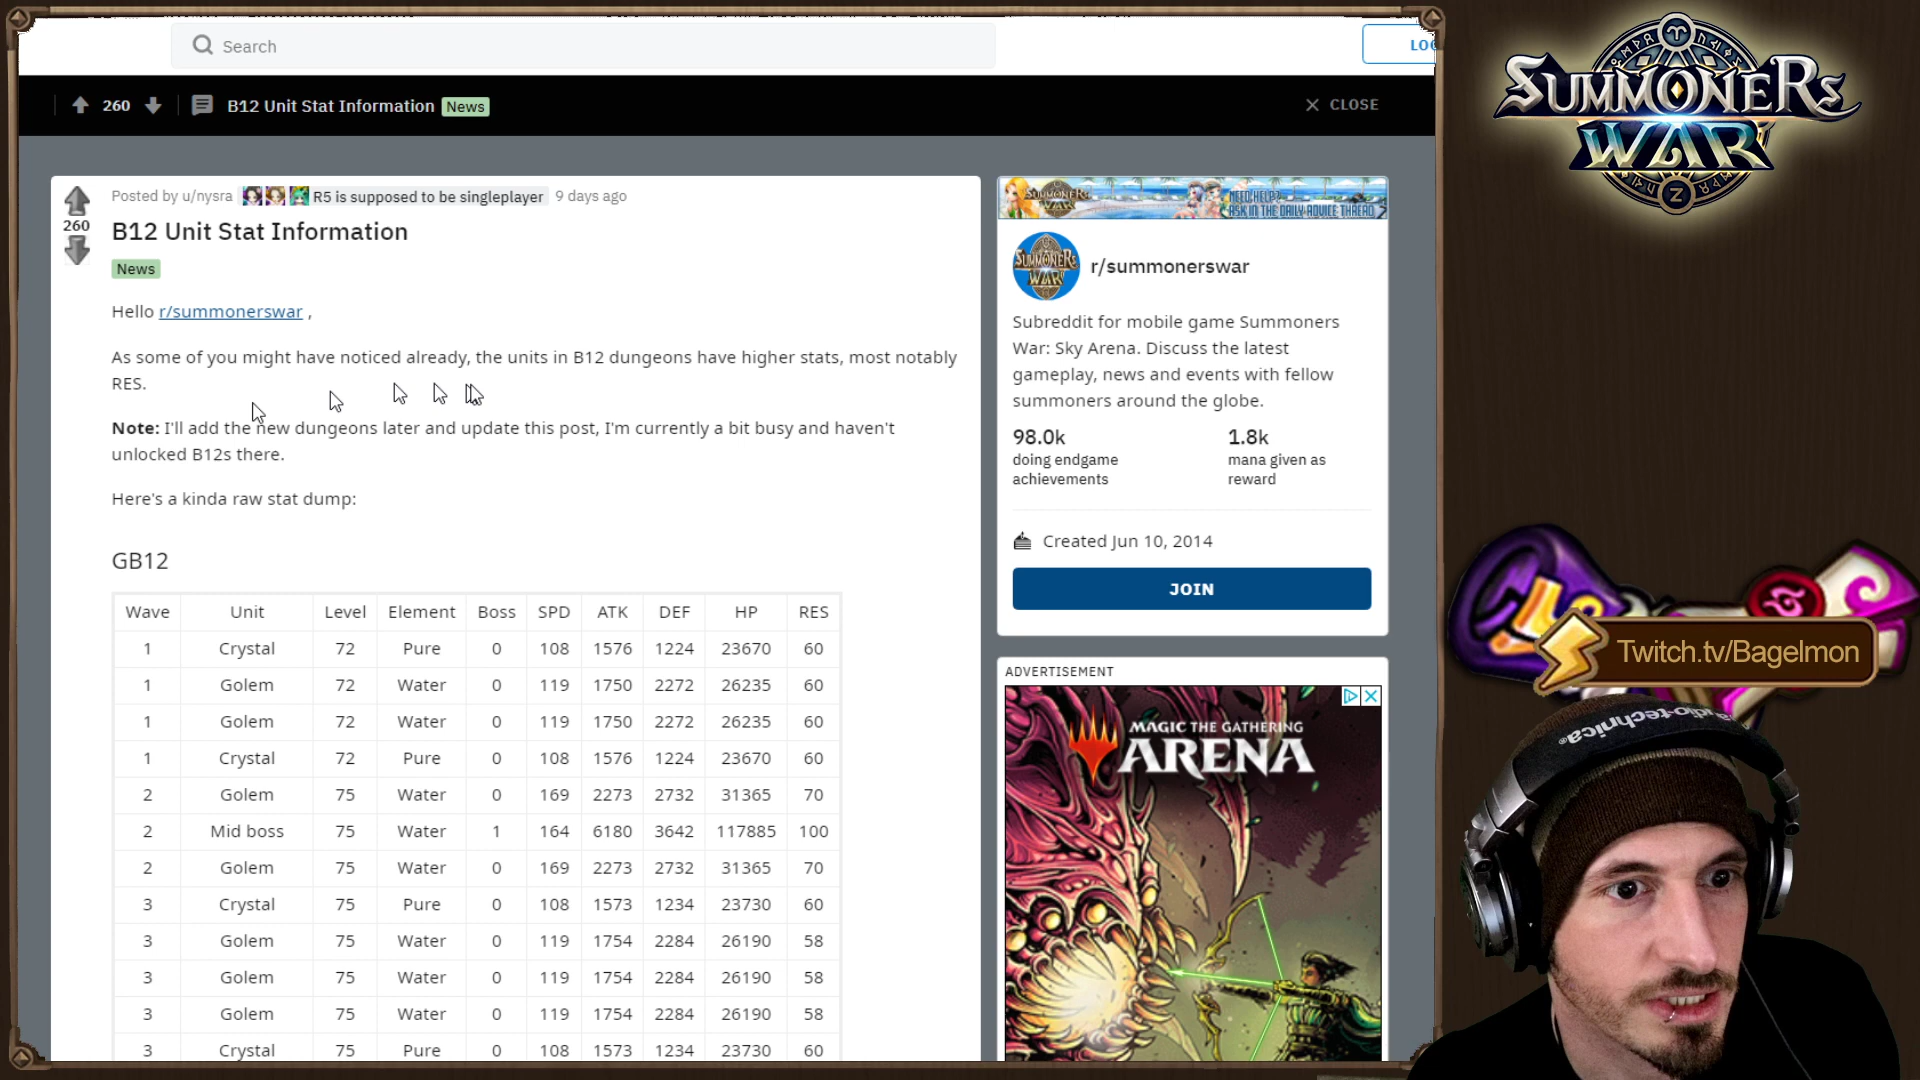 Search
LOG
260
B12 Unit Stat Information News
CLOSE
Posted by u/nysra R5 is supposed to be singleplayer 9 days ago
260
B12 Unit Stat Information
News
Hello r/summonerswar ,
As some of you might have noticed already, the units in B12 dungeons have higher stats, most notably
RES.
Note: I'll add the new dungeons later and update this post, I'm currently a bit busy and haven't
unlocked B12s there.
Here's a kinda raw stat dump:
GB12
Wave Unit Level Element Boss SPD ATK DEF HP RES
1 Crystal 72 Pure 0 108 1576 1224 23670 60
1 Golem 72 Water 0 119 1750 2272 26235 60
1 Golem 72 Water 0 119 1750 2272 26235 60
1 Crystal 72 Pure 0 108 1576 1224 23670 60
2 Golem 75 Water 0 169 2273 2732 31365 70
2 Mid boss 75 Water 1 164 6180 3642 117885 100
2 Golem 75 Water 0 169 2273 2732 31365 70
3 Crystal 75 Pure 0 108 1573 1234 23730 60
3 Golem 75 Water 0 119 1754 2284 26190 58
3 Golem 75 Water 0 119 1754 2284 26190 58
3 Golem 75 Water 0 119 1754 2284 26190 58
3 Crystal 75 Pure 0 108 1573 1234 23730 60
SUMMONERS WAR
NEED HELP?
ASK IN THE DAILY ADVICE THREAD
SUMMONERS WAR
r/summonerswar
Subreddit for mobile game Summoners
War: Sky Arena. Discuss the latest
gameplay, news and events with fellow
summoners around the globe.
98.0k 1.8k
doing endgame mana given as
achievements reward
Created Jun 10, 2014
JOIN
ADVERTISEMENT
MAGIC THE GATHERING
ARENA
SUMMONERS
WAR
Twitch.tv/Bagelmon
audio-technica